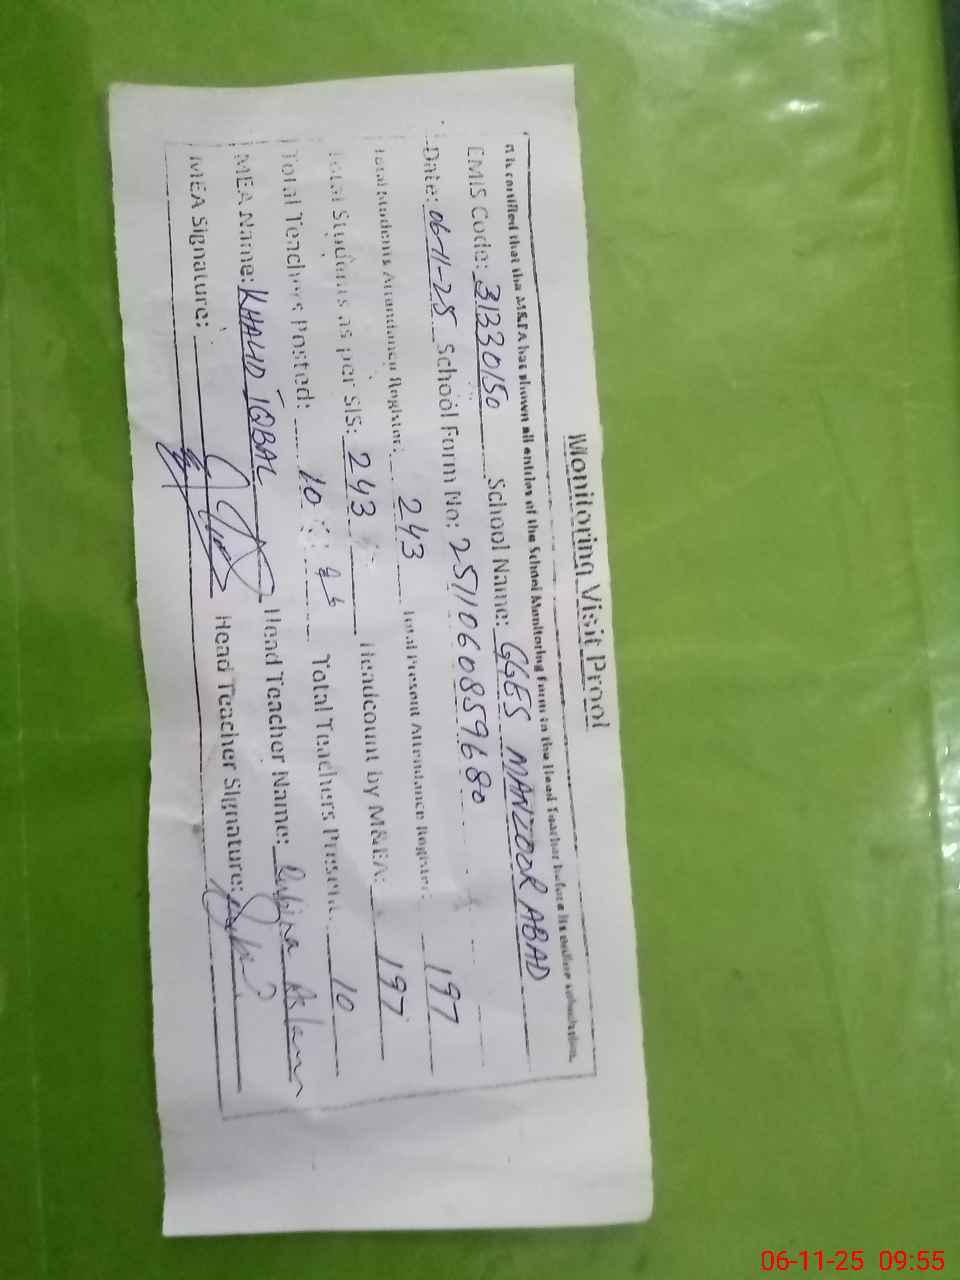 Monitoring Visit Proof
It is certified that the M&EA has shown all entries of the School Monitoring Form to the Head Teacher before its online submission.
EMIS Code: 31330150 School Name: GGES MANZOOR ABAD
Date: 06-11-25 School Form No: 2511060859680
Total Students Attendance Register: 243 Total Present Attendance Register: 197
Total Students as per SIS: 243 Headcount by M&EA: 197
Total Teachers Posted: 10 Total Teachers Present: 10
MEA Name: KHALID IQBAL Head Teacher Name: Rubina Aslam
MEA Signature: Head Teacher Signature:
06-11-25 09:55